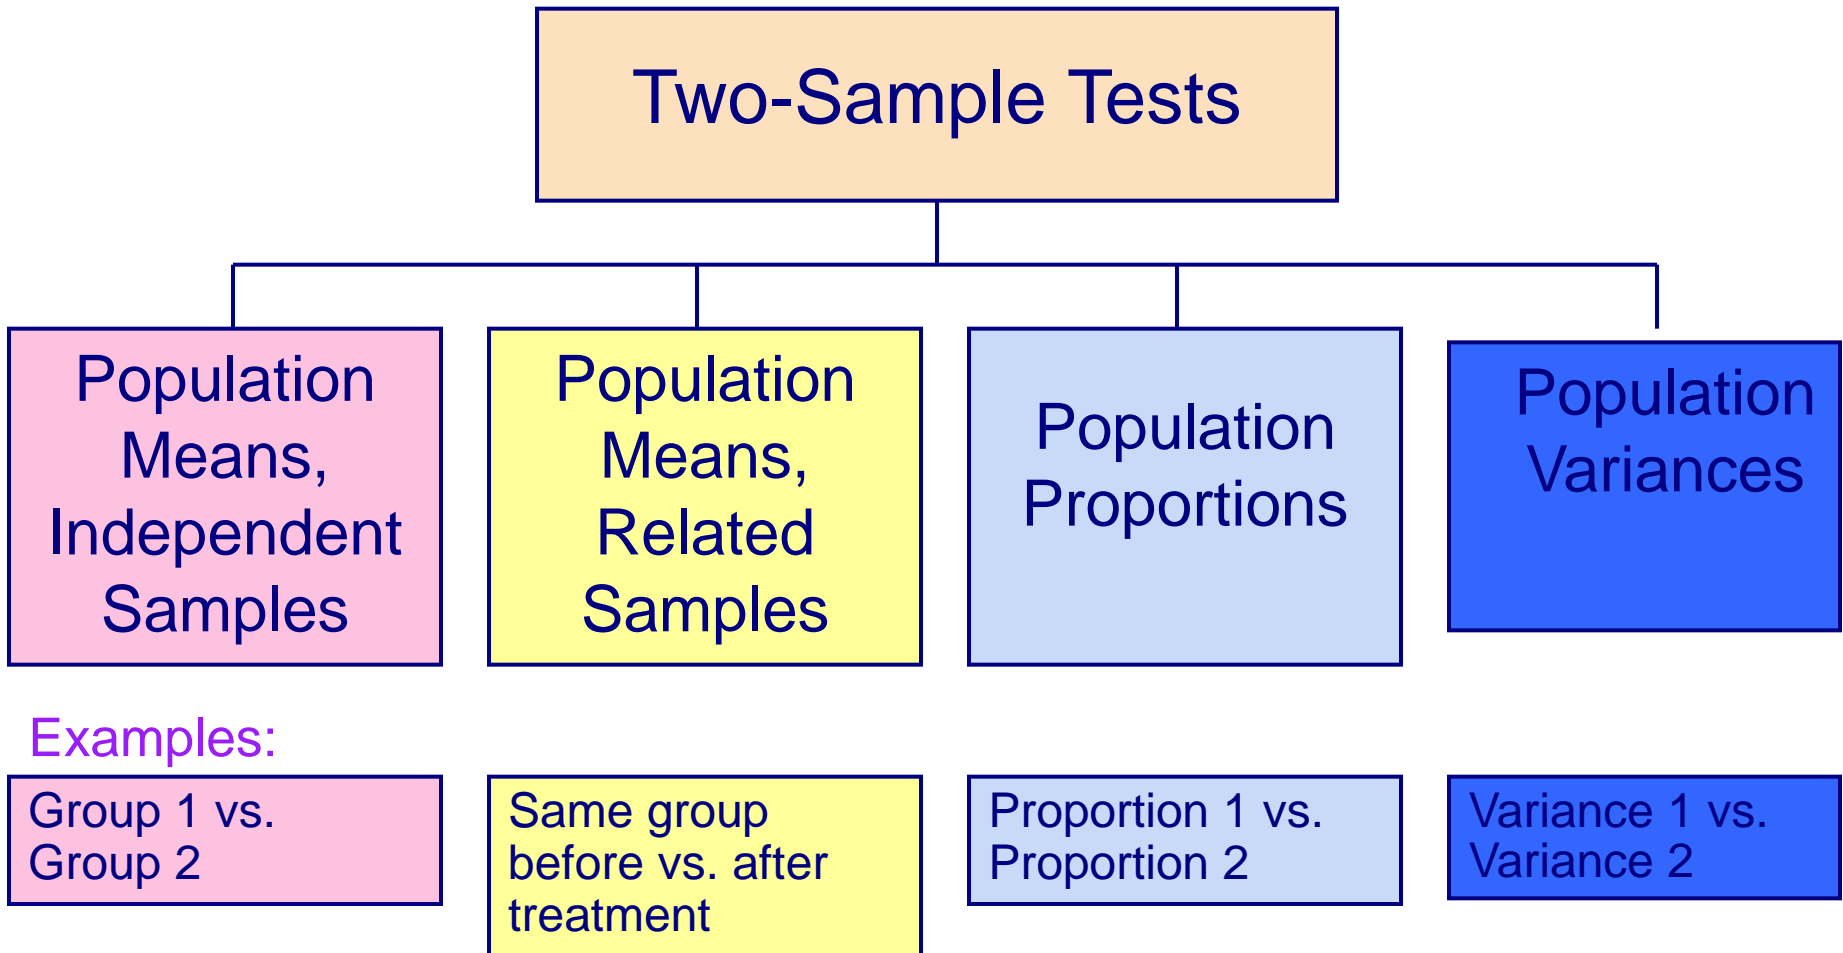 Two-Sample Tests
Population
Means,
Independent
Samples
Population
Means,
Related
Samples
Population
Proportions
Population
Variances
Examples:
Group 1 vs.
Group 2
Same group
before vs. after
treatment
Proportion 1 vs.
Proportion 2
Variance 1 vs.
Variance 2